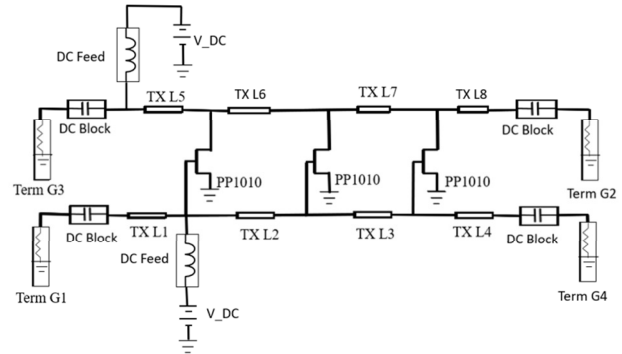 V_DC
DC Feed
TX L5
TX L6
TX L7
TX L8
DC Block
DC Block
Term G3
PP1010
PP1010
PP1010
Term G2
DC Block
TX L1
TX L2
TX L3
TX L4
DC Block
DC Feed
Term G1
Term G4
V_DC